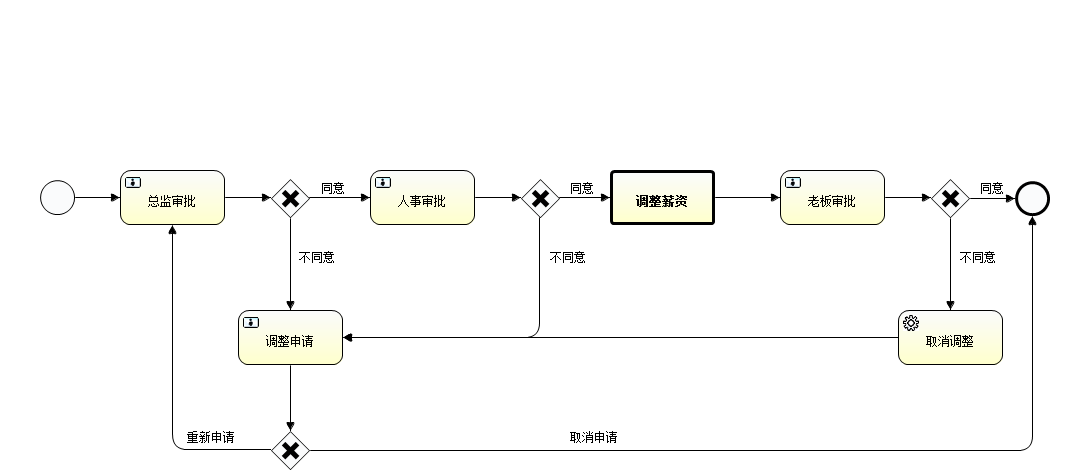 同意
同意
同意
总监审批
人事审批
调整薪资
老板审批
不同意
不同意
不同意
调整申请
取消调整
重新申请
取消申请